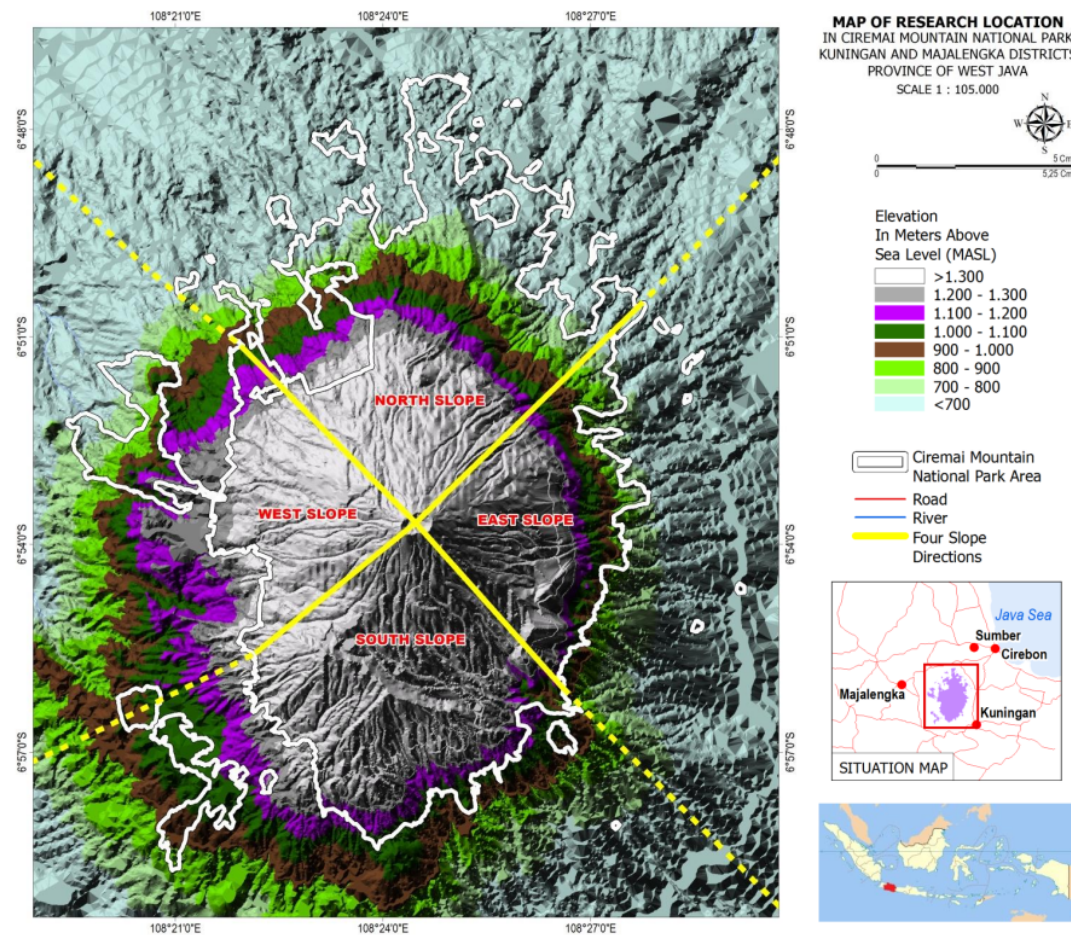 108°21'0"E
108°24'0"E
108°27'0"E
6°48'0"S
6°48'0"S
6°51'0"S
6°51'0"S
6°54'0"S
6°54'0"S
6°57'0"S
6°57'0"S
NORTH SLOPE
WEST SLOPE
EAST SLOPE
SOUTH SLOPE
108°21'0"E
108°24'0"E
108°27'0"E
MAP OF RESEARCH LOCATION
IN CIREMAI MOUNTAIN NATIONAL PARK
KUNINGAN AND MAJALENGKA DISTRICTS
PROVINCE OF WEST JAVA
SCALE 1 : 105.000
N
W
E
S
0
5 Cm
0
5,25 Cm
Elevation
In Meters Above
Sea Level (MASL)
>1.300
1.200 - 1.300
1.100 - 1.200
1.000 - 1.100
900 - 1.000
800 - 900
700 - 800
<700
Ciremai Mountain
National Park Area
Road
River
Four Slope
Directions
Java Sea
Sumber
Cirebon
Majalengka
Kuningan
SITUATION MAP